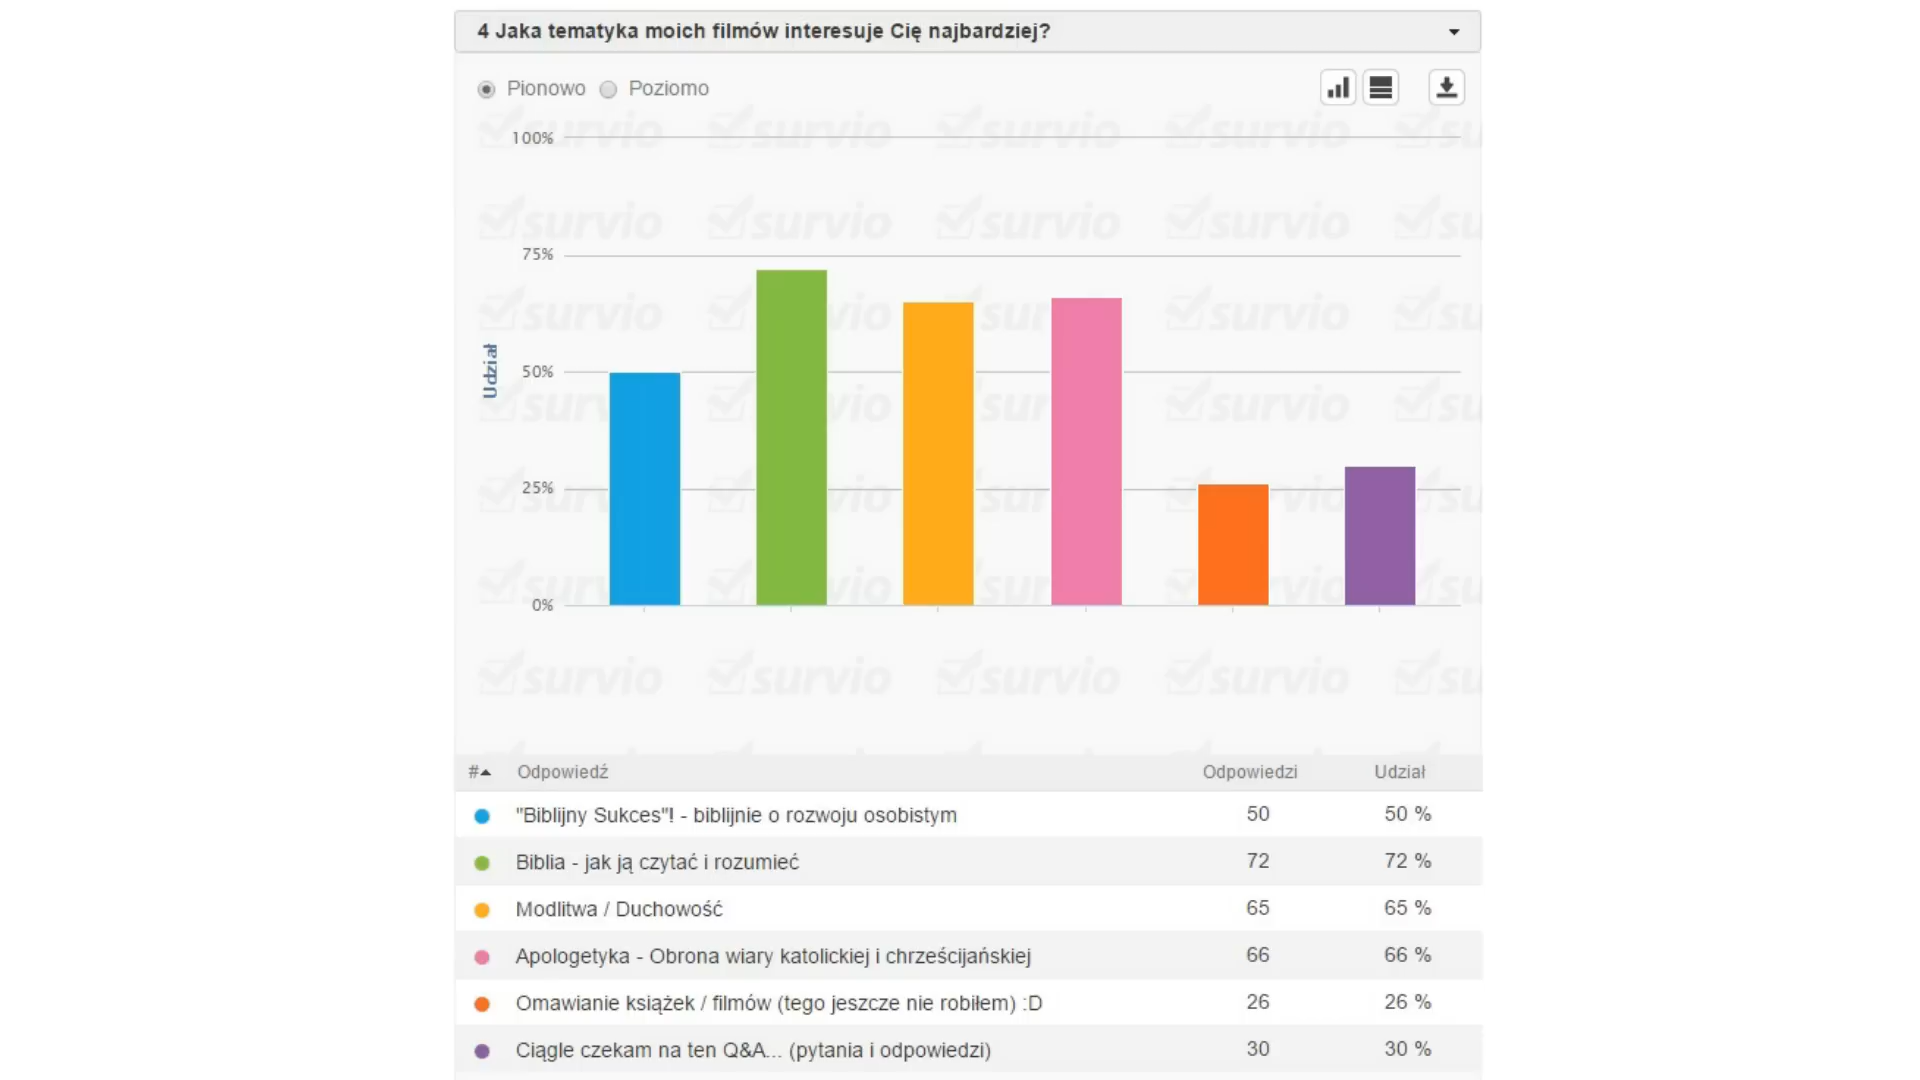 4 Jaka tematyka moich filmów interesuje Cię najbardziej?
Pionowo Poziomo
100%
75%
50%
25%
0%
Udział
survio
#  Odpowiedź Odpowiedzi Udział
"Biblijny Sukces"! - biblijnie o rozwoju osobistym 50 50 %
Biblia - jak ją czytać i rozumieć 72 72 %
Modlitwa / Duchowość 65 65 %
Apologetyka - Obrona wiary katolickiej i chrześcijańskiej 66 66 %
Omawianie książek / filmów (tego jeszcze nie robiłem) :D 26 26 %
Ciągle czekam na ten Q&A... (pytania i odpowiedzi) 30 30 %